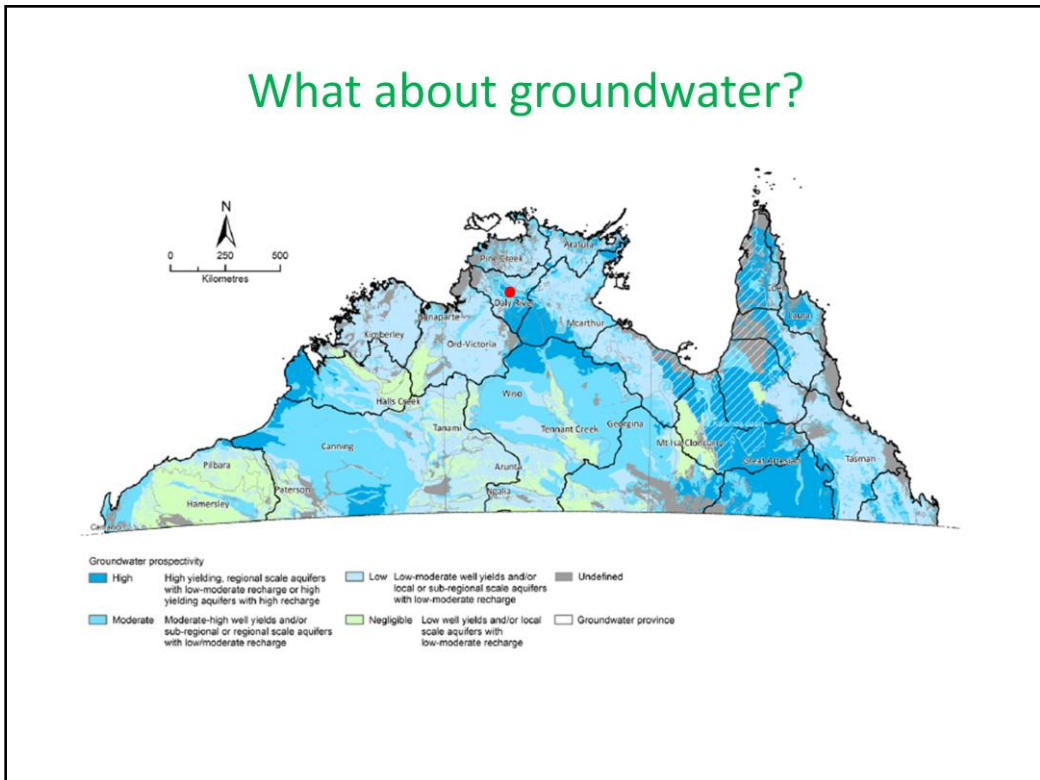 What about groundwater?
N
0 250 500
Kilometres
Aratura
Pine Creek
Daly River
Mcarthur
Kimberley
Ord-Victoria
Laura
Halls Creek
Wiso
Tanami
Tennant Creek
Georgina
Canning
Mt Isa Cloncurry
Great Artesian
Tasman
Pilbara
Arunta
Paterson
Ngalia
Hamersley
Groundwater prospectivity
High High yielding, regional scale aquifers
with low-moderate recharge or high
yielding aquifers with high recharge
Low Low-moderate well yields and/or
local or sub-regional scale aquifers
with low-moderate recharge
Undefined
Moderate Moderate-high well yields and/or
sub-regional or regional scale aquifers
with low/moderate recharge
Negligible Low well yields and/or local
scale aquifers with
low-moderate recharge
Groundwater province